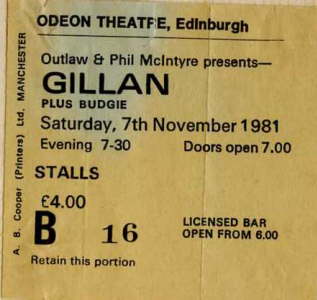 ODEON THEATRE, Edinburgh
Outlaw & Phil McIntyre presents—
GILLAN
PLUS BUDGIE
Saturday, 7th November 1981
Evening 7-30 Doors open 7.00
STALLS
£4.00
B 16
LICENSED BAR
OPEN FROM 6.00
Retain this portion
A. B. Cooper (Printers) Ltd. MANCHESTER